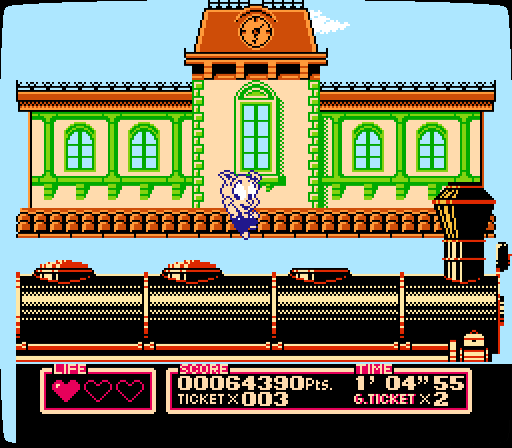 LIFE SCORE TIME
00064390Pts. 1' 04" 55
TICKET X 003 G.TICKET X 2